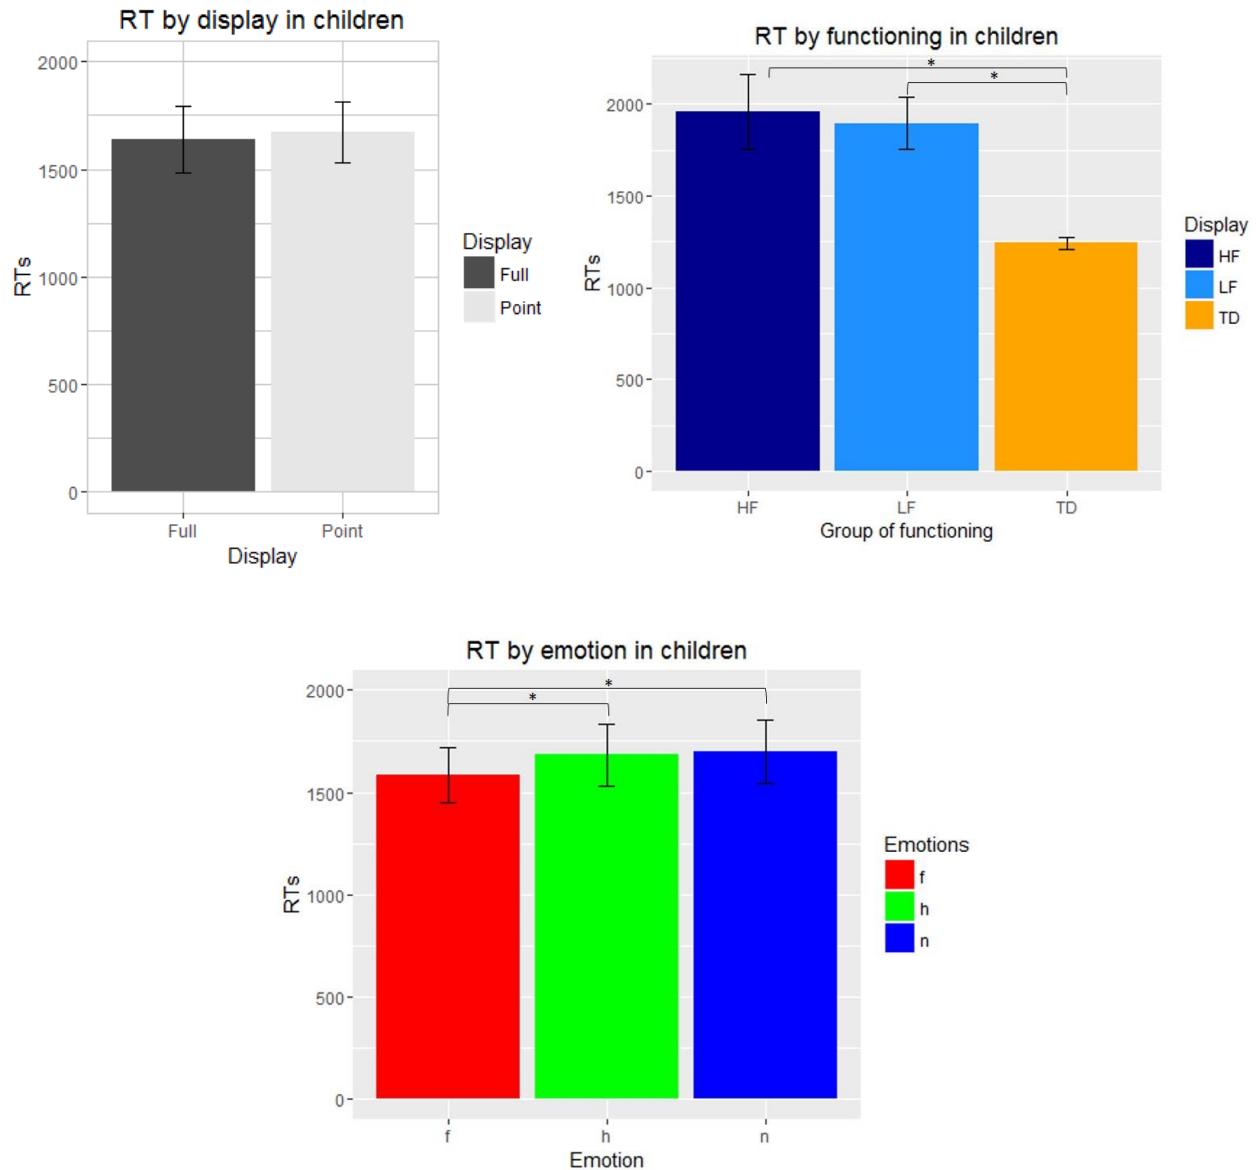 RT by display in children
2000
1500
1000
500
0
RTs
Full
Point
Display
Display
Full
Point
RT by functioning in children
*
*
2000
1500
1000
500
0
RTs
HF
LF
TD
Group of functioning
Display
HF
LF
TD
RT by emotion in children
*
*
2000
1500
1000
500
0
RTs
f
h
n
Emotion
Emotions
f
h
n